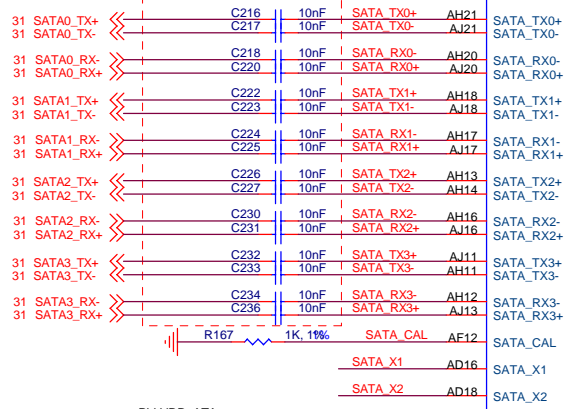 31 SATA0_TX+ C216 10nF SATA_TX0+ AH21 SATA_TX0+
31 SATA0_TX- C217 10nF SATA_TX0- AJ21 SATA_TX0-
31 SATA0_RX- C218 10nF SATA_RX0- AH20 SATA_RX0-
31 SATA0_RX+ C220 10nF SATA_RX0+ AJ20 SATA_RX0+
31 SATA1_TX+ C222 10nF SATA_TX1+ AH18 SATA_TX1+
31 SATA1_TX- C223 10nF SATA_TX1- AJ18 SATA_TX1-
31 SATA1_RX- C224 10nF SATA_RX1- AH17 SATA_RX1-
31 SATA1_RX+ C225 10nF SATA_RX1+ AJ17 SATA_RX1+
31 SATA2_TX+ C226 10nF SATA_TX2+ AH13 SATA_TX2+
31 SATA2_TX- C227 10nF SATA_TX2- AH14 SATA_TX2-
31 SATA2_RX- C230 10nF SATA_RX2- AH16 SATA_RX2-
31 SATA2_RX+ C231 10nF SATA_RX2+ AJ16 SATA_RX2+
31 SATA3_TX+ C232 10nF SATA_TX3+ AJ11 SATA_TX3+
31 SATA3_TX- C233 10nF SATA_TX3- AH11 SATA_TX3-
31 SATA3_RX- C234 10nF SATA_RX3- AH12 SATA_RX3-
31 SATA3_RX+ C236 10nF SATA_RX3+ AJ13 SATA_RX3+
R167 1K, 1% SATA_CAL AF12 SATA_CAL
SATA_X1 AD16 SATA_X1
SATA_X2 AD18 SATA_X2